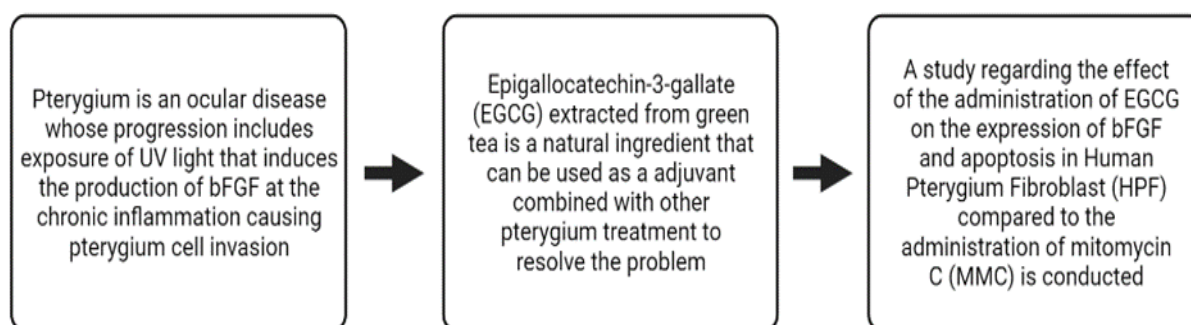 Pterygium is an ocular disease
whose progression includes
exposure of UV light that induces
the production of bFGF at the
chronic inflammation causing
pterygium cell invasion
Epigallocatechin-3-gallate
(EGCG) extracted from green
tea is a natural ingredient that
can be used as a adjuvant
combined with other
pterygium treatment to
resolve the problem
A study regarding the effect
of the administration of EGCG
on the expression of bFGF
and apoptosis in Human
Pterygium Fibroblast (HPF)
compared to the
administration of mitomycin
C (MMC) is conducted